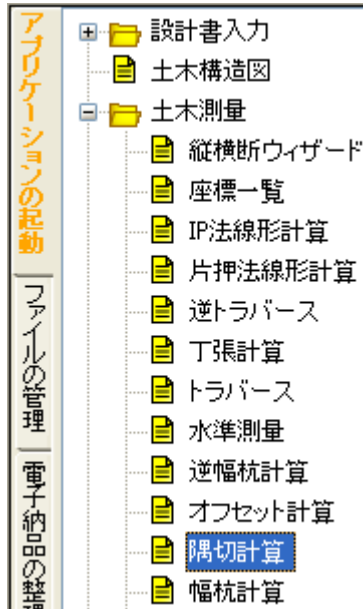 アプリケーションの起動
ファイルの管理
電子納品の整
設計書入力
土木構造図
土木測量
縦横断ウィザード
座標一覧
IP法線形計算
片押法線形計算
逆トラバース
丁張計算
トラバース
水準測量
逆幅杭計算
オフセット計算
隅切計算
幅杭計算